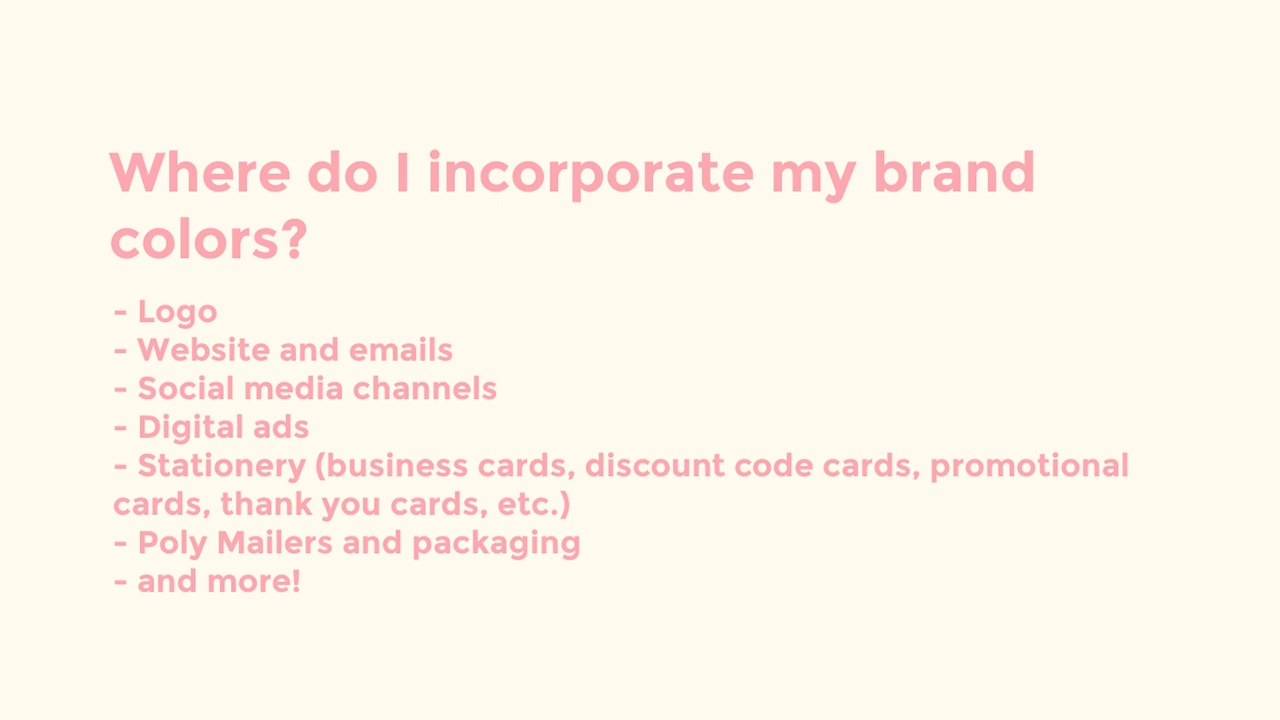 Where do I incorporate my brand
colors?
- Logo
- Website and emails
- Social media channels
- Digital ads
- Stationery (business cards, discount code cards, promotional
cards, thank you cards, etc.)
- Poly Mailers and packaging
- and more!